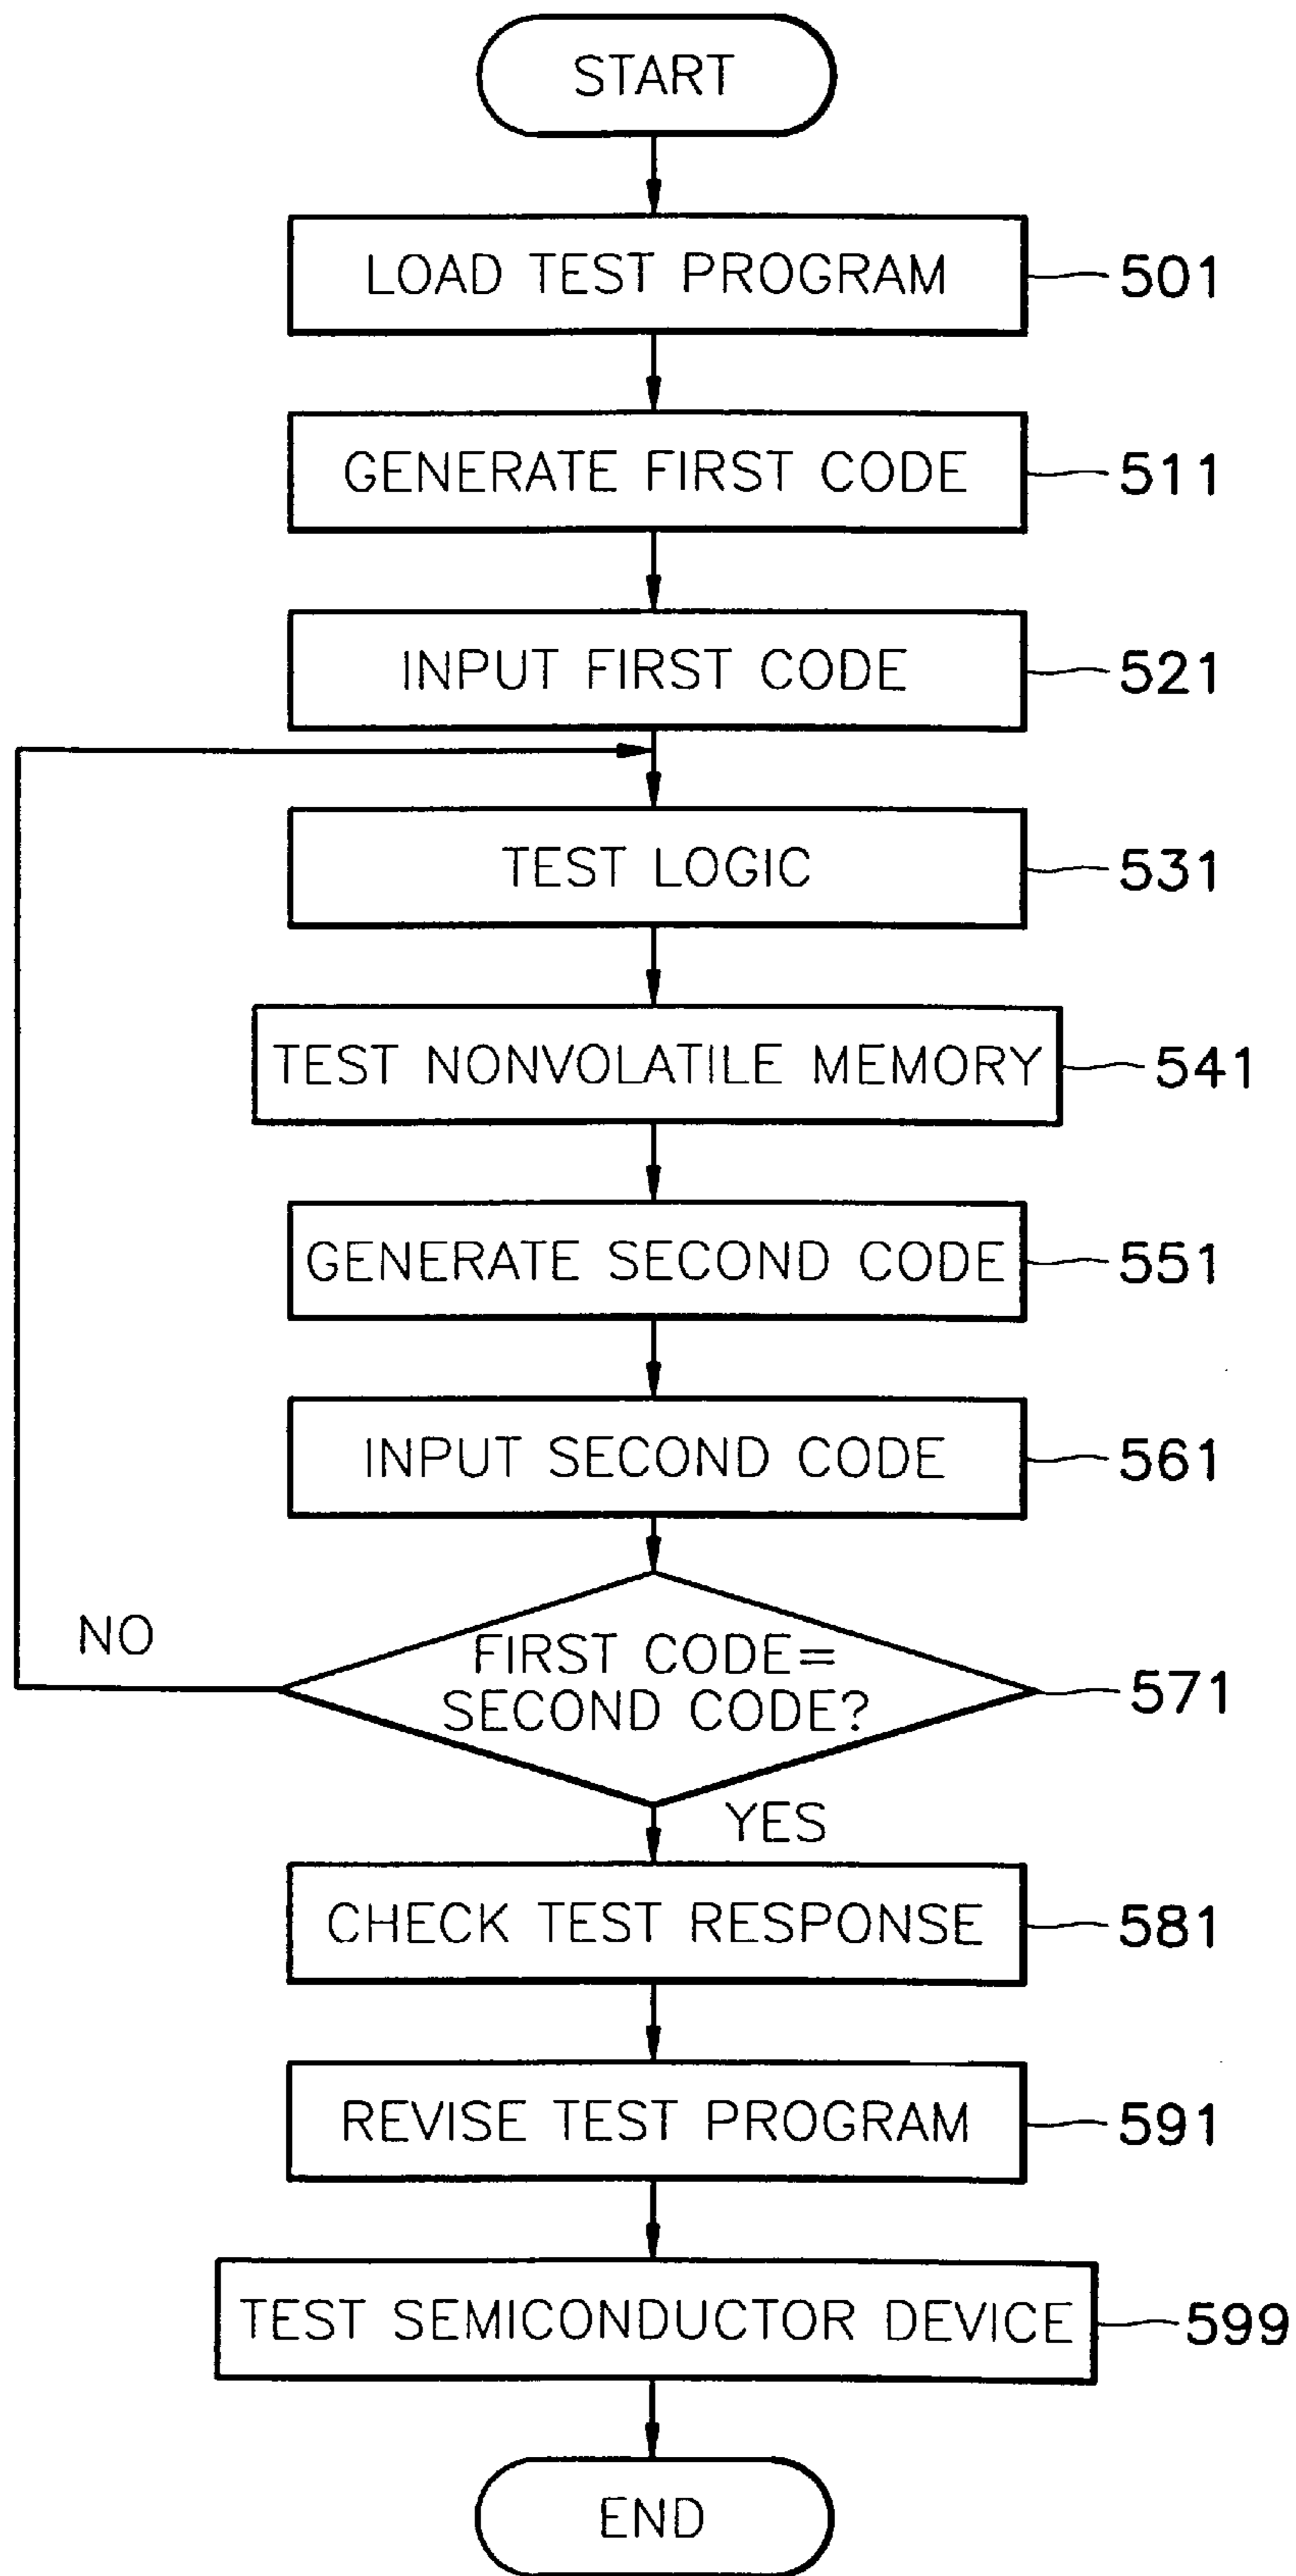 START
LOAD TEST PROGRAM 501
GENERATE FIRST CODE 511
INPUT FIRST CODE 521
TEST LOGIC 531
TEST NONVOLATILE MEMORY 541
GENERATE SECOND CODE 551
INPUT SECOND CODE 561
NO
FIRST CODE=
SECOND CODE? 571
YES
CHECK TEST RESPONSE 581
REVISE TEST PROGRAM 591
TEST SEMICONDUCTOR DEVICE 599
END